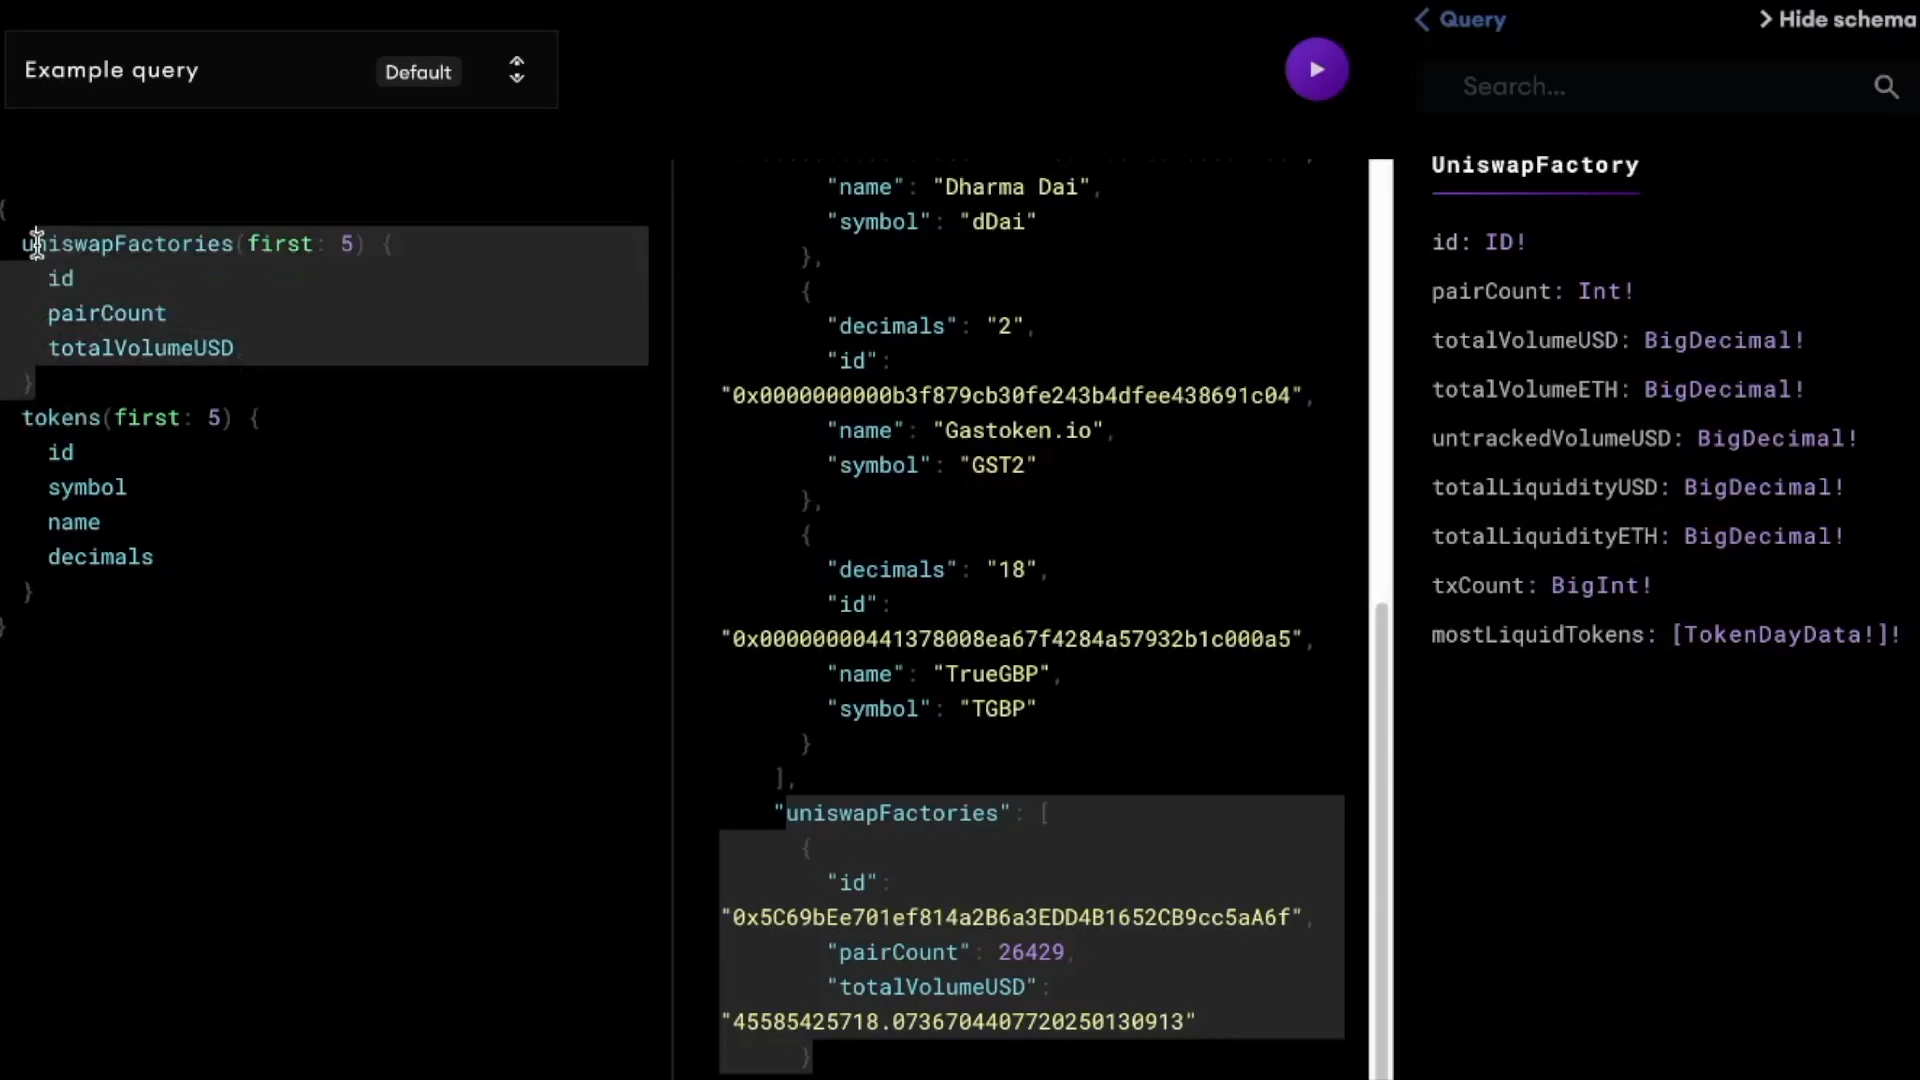 Query
Hide schema
Example query
Default
Search...
UniswapFactory
{
uniswapFactories(first: 5) {
id
pairCount
totalVolumeUSD
}
tokens(first: 5) {
id
symbol
name
decimals
}
}
"name": "Dharma Dai",
"symbol": "dDai"
},
{
"decimals": "2",
"id":
"0x0000000000b3f879cb30fe243b4dfee438691c04",
"name": "Gastoken.io",
"symbol": "GST2"
},
{
"decimals": "18",
"id":
"0x00000000441378008ea67f4284a57932b1c000a5",
"name": "TrueGBP",
"symbol": "TGBP"
}
],
"uniswapFactories": [
{
"id":
"0x5C69bEe701ef814a2B6a3EDD4B1652CB9cc5aA6f",
"pairCount": 26429,
"totalVolumeUSD":
"45585425718.0736704407720250130913"
}
id: ID!
pairCount: Int!
totalVolumeUSD: BigDecimal!
totalVolumeETH: BigDecimal!
untrackedVolumeUSD: BigDecimal!
totalLiquidityUSD: BigDecimal!
totalLiquidityETH: BigDecimal!
txCount: BigInt!
mostLiquidTokens: [TokenDayData!]!